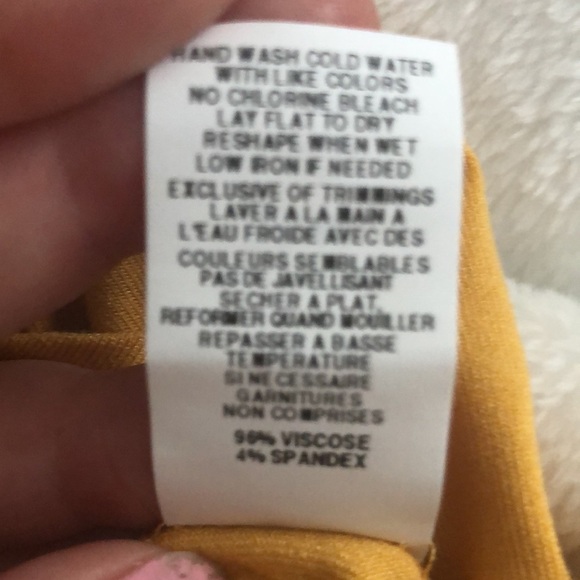 HAND WASH COLD WATER
WITH LIKE COLORS
NO CHLORINE BLEACH
LAY FLAT TO DRY
RESHAPE WHEN WET
LOW IRON IF NEEDED
EXCLUSIVE OF TRIMMINGS
LAVER A LA MAIN A
L'EAU FROIDE AVEC DES
COULEURS SEMBLABLES
PAS DE JAVELLISANT
SECHER A PLAT,
REFORMER QUAND MOUILLER
REPASSER A BASSE
TEMPERATURE
SI NECESSAIRE
GARNITURES
NON COMPRISES
96% VISCOSE
4% SPANDEX